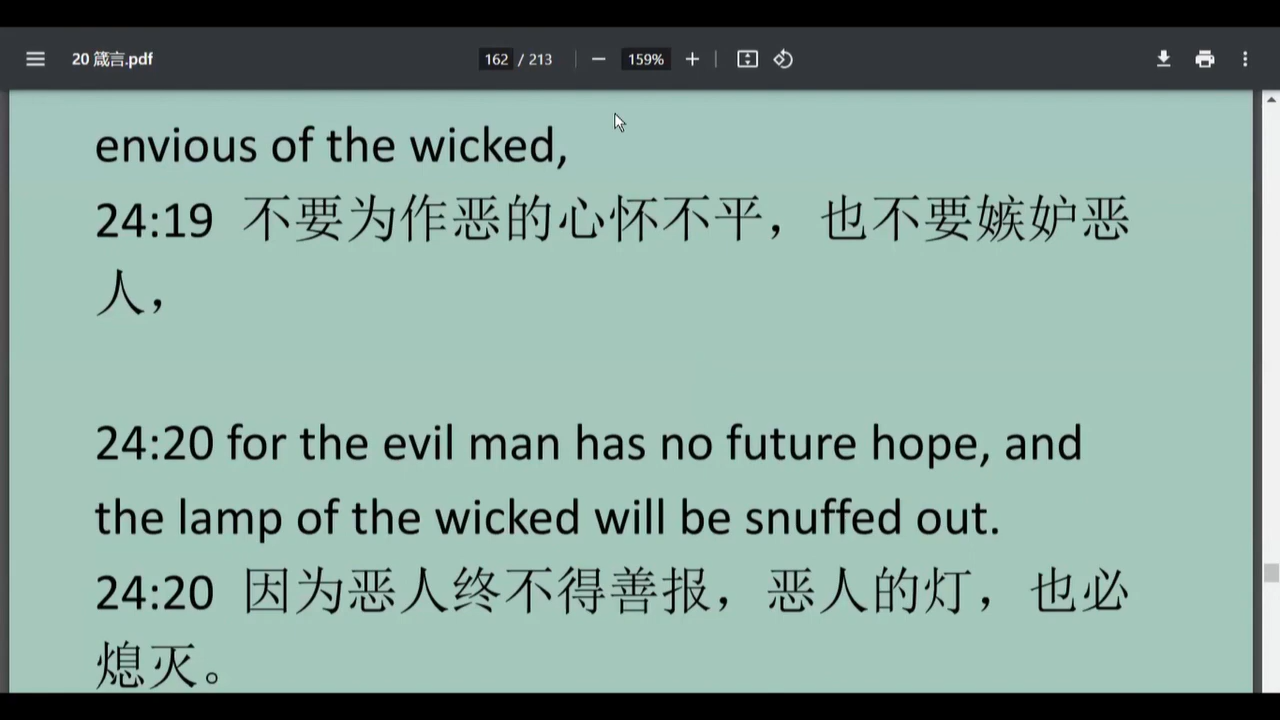 20 箴言.pdf
162 / 213
159%
envious of the wicked,
24:19 不要为作恶的心怀不平，也不要嫉妒恶
人，
24:20 for the evil man has no future hope, and
the lamp of the wicked will be snuffed out.
24:20 因为恶人终不得善报，恶人的灯，也必
熄灭。